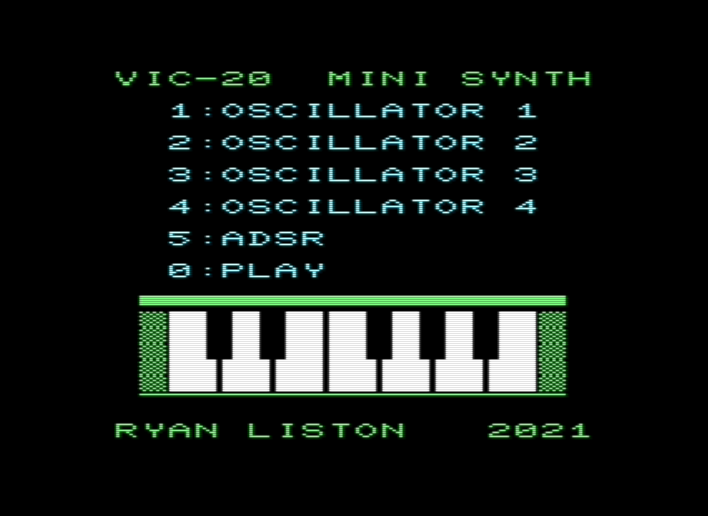 VIC-20 MINI SYNTH
1:OSCILLATOR 1
2:OSCILLATOR 2
3:OSCILLATOR 3
4:OSCILLATOR 4
5:ADSR
0:PLAY
RYAN LISTON 2021